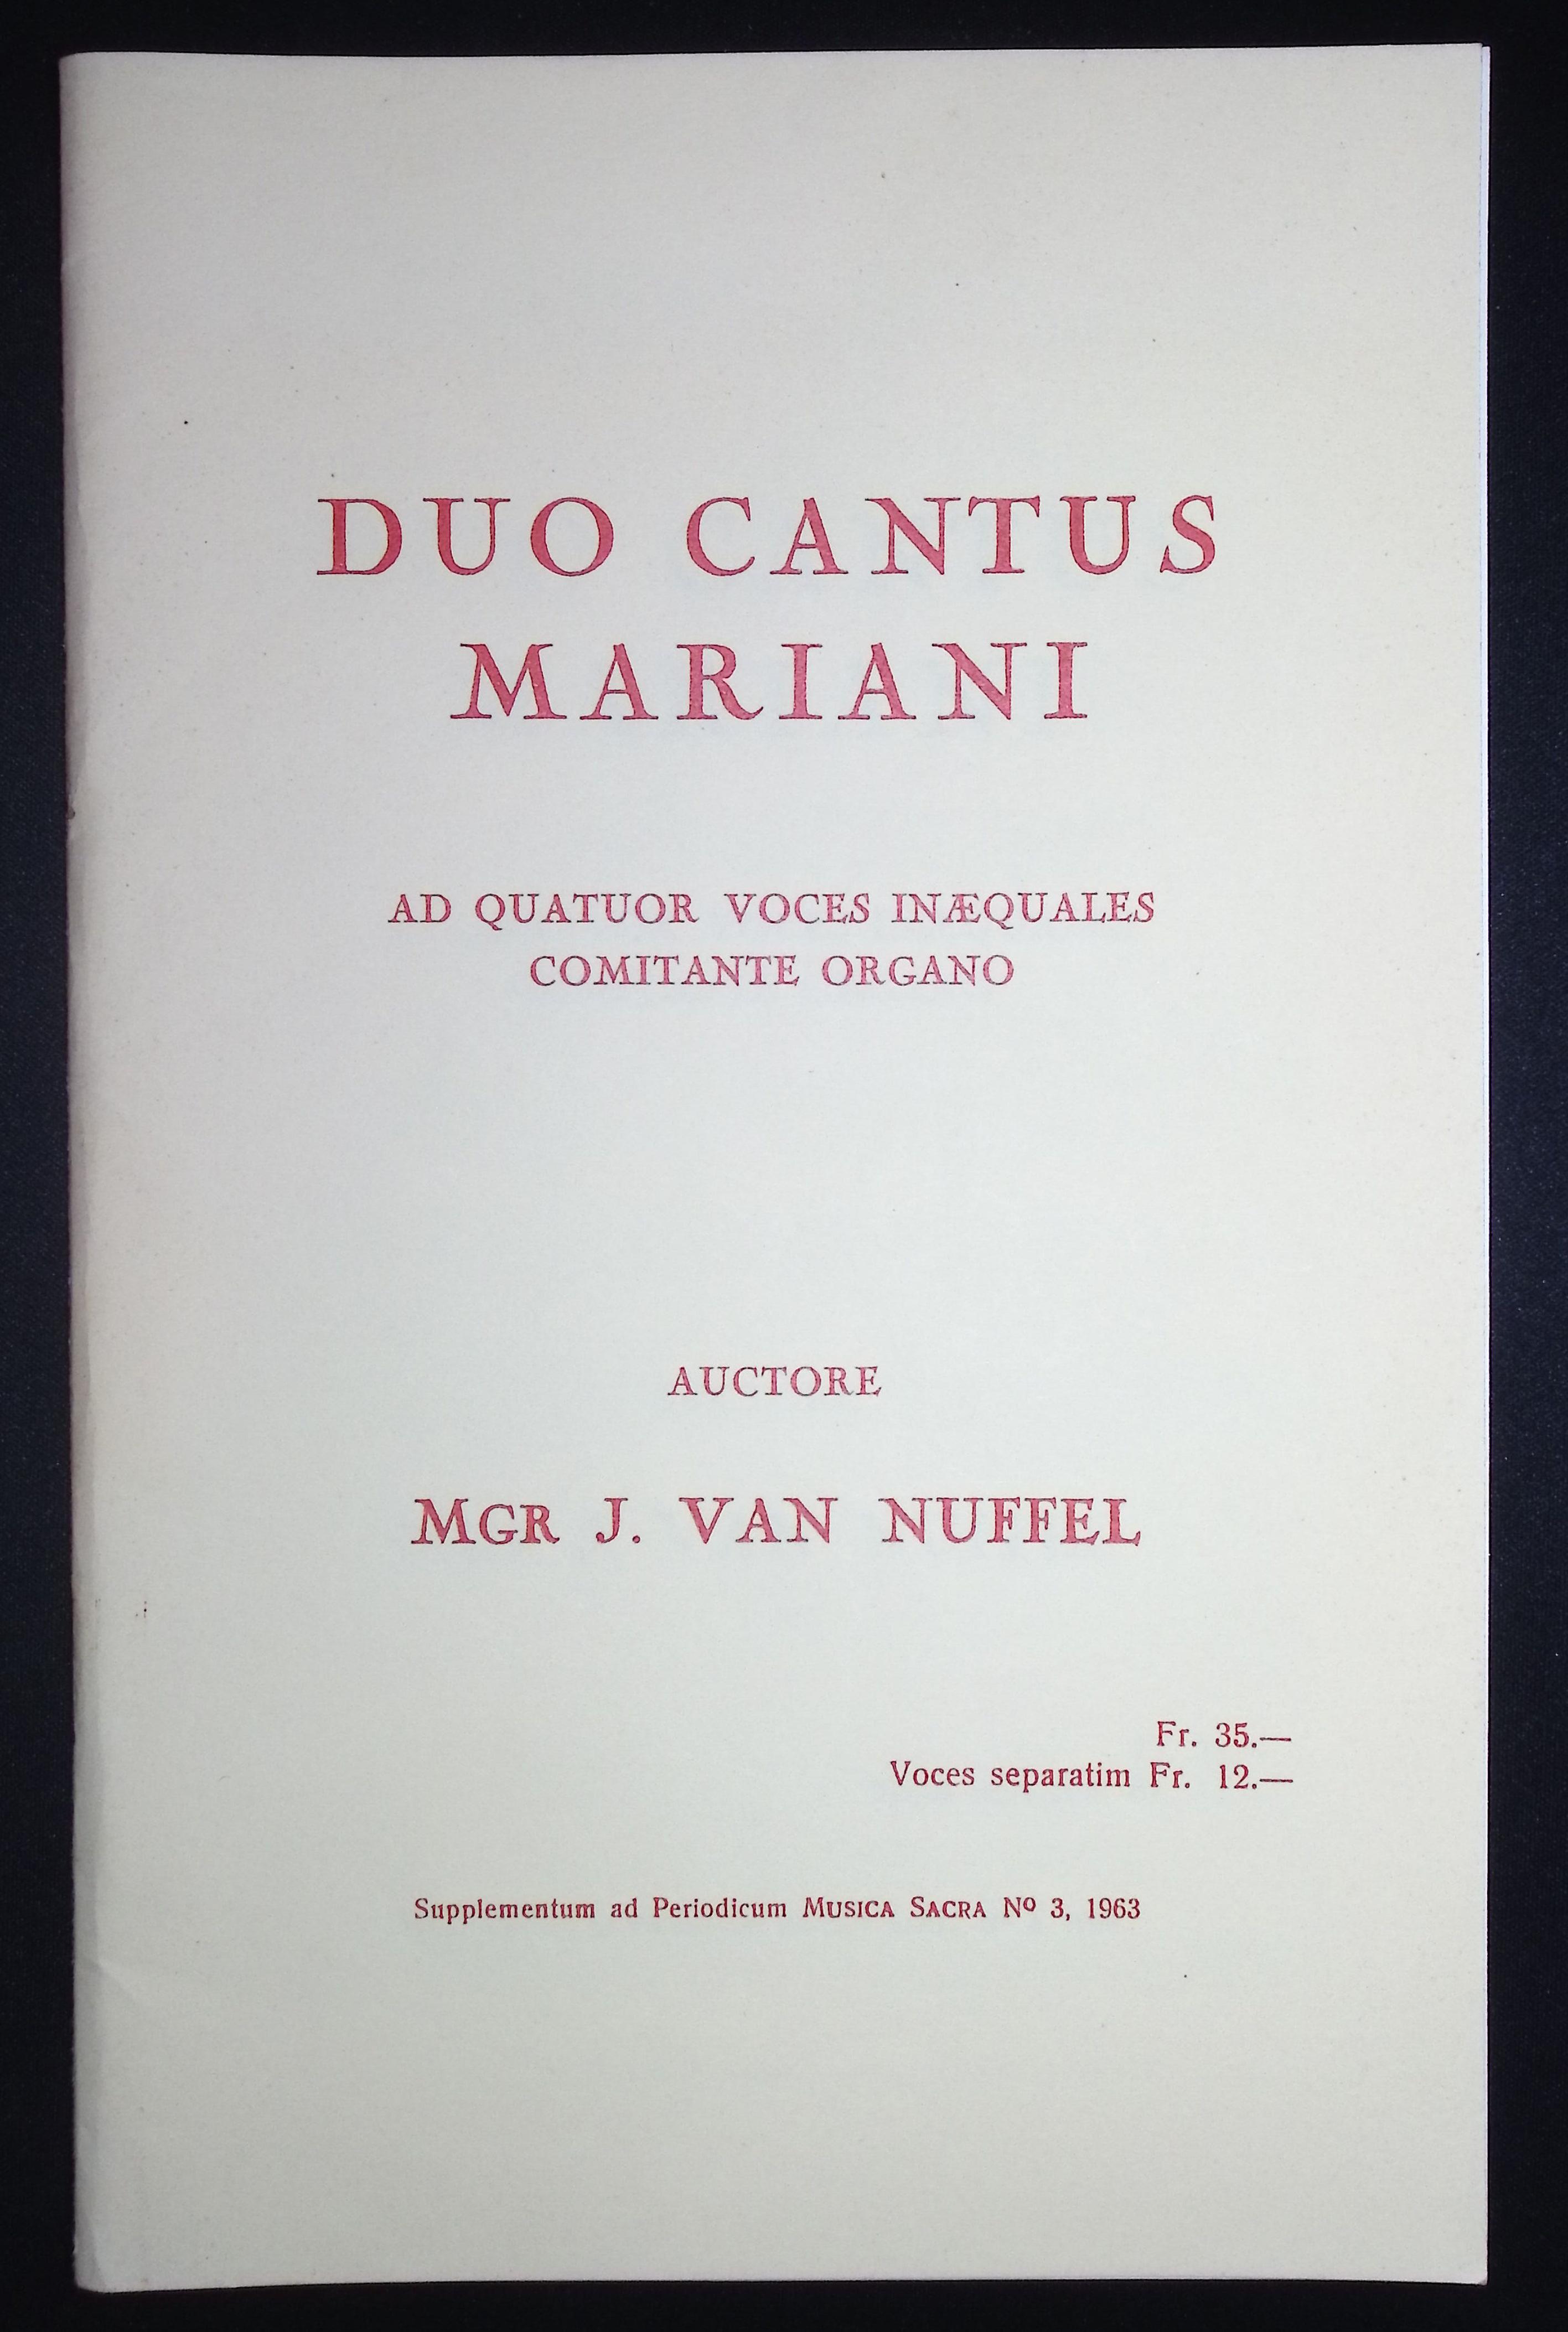 DUO CANTUS
MARIANI
AD QUATUOR VOCES INÆQUALES
COMITANTE ORGANO
AUCTORE
MGR J. VAN NUFFEL
Fr. 35.—
Voces separatim Fr. 12.—
Supplementum ad Periodicum MUSICA SACRA Nº 3, 1963